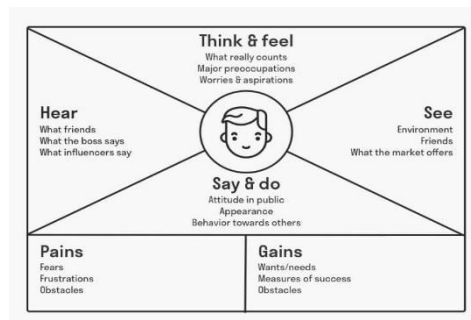 Think & feel
What really counts
Major preoccupations
Worries & aspirations
Hear
What friends
What the boss says
What influencers say
See
Environment
Friends
What the market offers
Say & do
Attitude in public
Appearance
Behavior towards others
Pains
Fears
Frustrations
Obstacles
Gains
Wants/needs
Measures of success
Obstacles